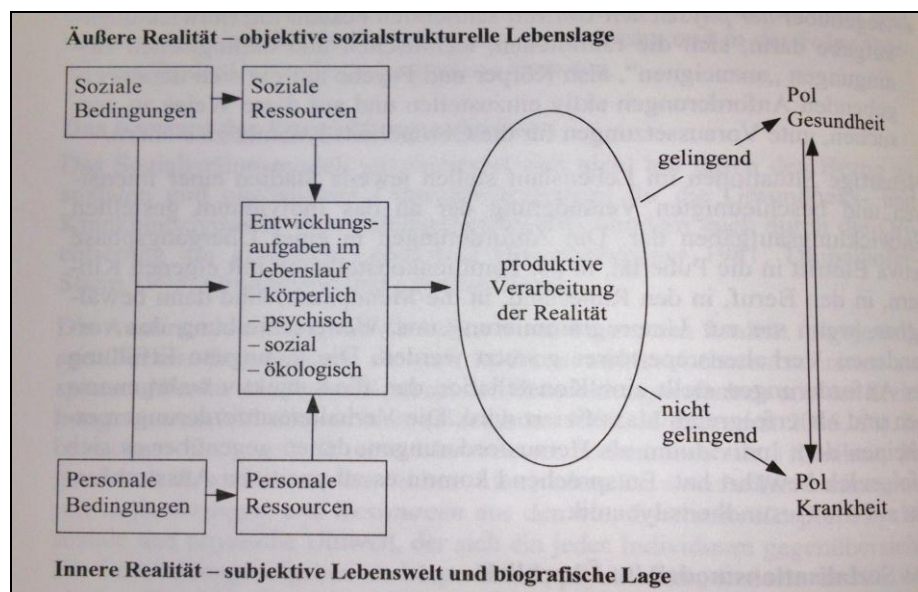 Äußere Realität – objektive sozialstrukturelle Lebenslage
Soziale
Bedingungen
Soziale
Ressourcen
Entwicklungs-
aufgaben im
Lebenslauf
– körperlich
– psychisch
– sozial
– ökologisch
produktive
Verarbeitung
der Realität
gelingend
Pol
Gesundheit
nicht
gelingend
Pol
Krankheit
Personale
Bedingungen
Personale
Ressourcen
Innere Realität – subjektive Lebenswelt und biografische Lage